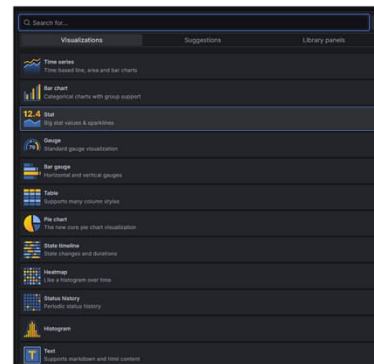 Search for...
Visualizations
Suggestions
Library panels
Time series
Time based line, area and bar charts
Bar chart
Categorical charts with group support
12.4
Stat
Big stat values & sparklines
79
Gauge
Standard gauge visualization
Bar gauge
Horizontal and vertical gauges
Table
Supports many column styles
Pie chart
The new core pie chart visualization
State timeline
State changes and durations
Heatmap
Like a histogram over time
Status history
Periodic status history
Histogram
T
Text
Supports markdown and html content